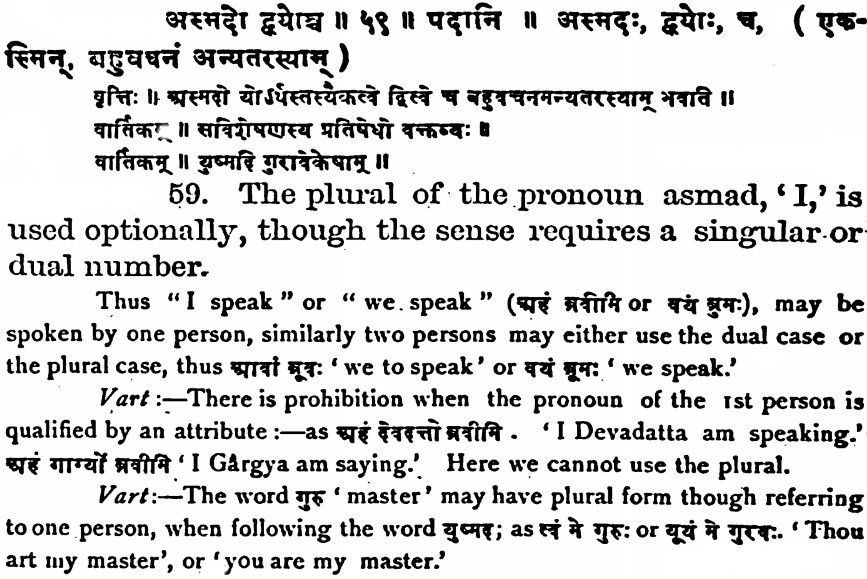 अस्मदो द्वयोश्च ॥ ५९ ॥ पदानि ॥ अस्मदः, द्वयोः, च, ( एक-
स्मिन्, बहुवचनं अन्यतरस्याम् )
वृत्तिः ॥ अस्मदो योऽर्थस्तस्यैकत्वे द्वित्वे च बहुवचनमन्यतरस्याम् भवति ॥
वार्तिकम् ॥ सविशेषणस्य प्रतिषेधो वक्तव्यः ॥
वार्तिकम् ॥ युष्मदि गुरावेकेषाम् ॥
59. The plural of the pronoun asmad, ‘I,’ is
used optionally, though the sense requires a singular or
dual number.
Thus “I speak” or “we speak” (अहं ब्रवीमि or वयं ब्रुमः), may be
spoken by one person, similarly two persons may either use the dual case or
the plural case, thus आवां ब्रूवः ‘we to speak’ or वयं ब्रूमः ‘we speak.’
Vart:—There is prohibition when the pronoun of the 1st person is
qualified by an attribute:—as अहं देवदत्तो ब्रवीमि. ‘I Devadatta am speaking.’
अहं गार्ग्यो ब्रवीमि ‘I Gârgya am saying.’ Here we cannot use the plural.
Vart:—The word गुरु ‘master’ may have plural form though referring
to one person, when following the word युष्मद्; as त्वं मे गुरुः or यूयं मे गुरवः. ‘Thou
art my master’, or ‘you are my master.’